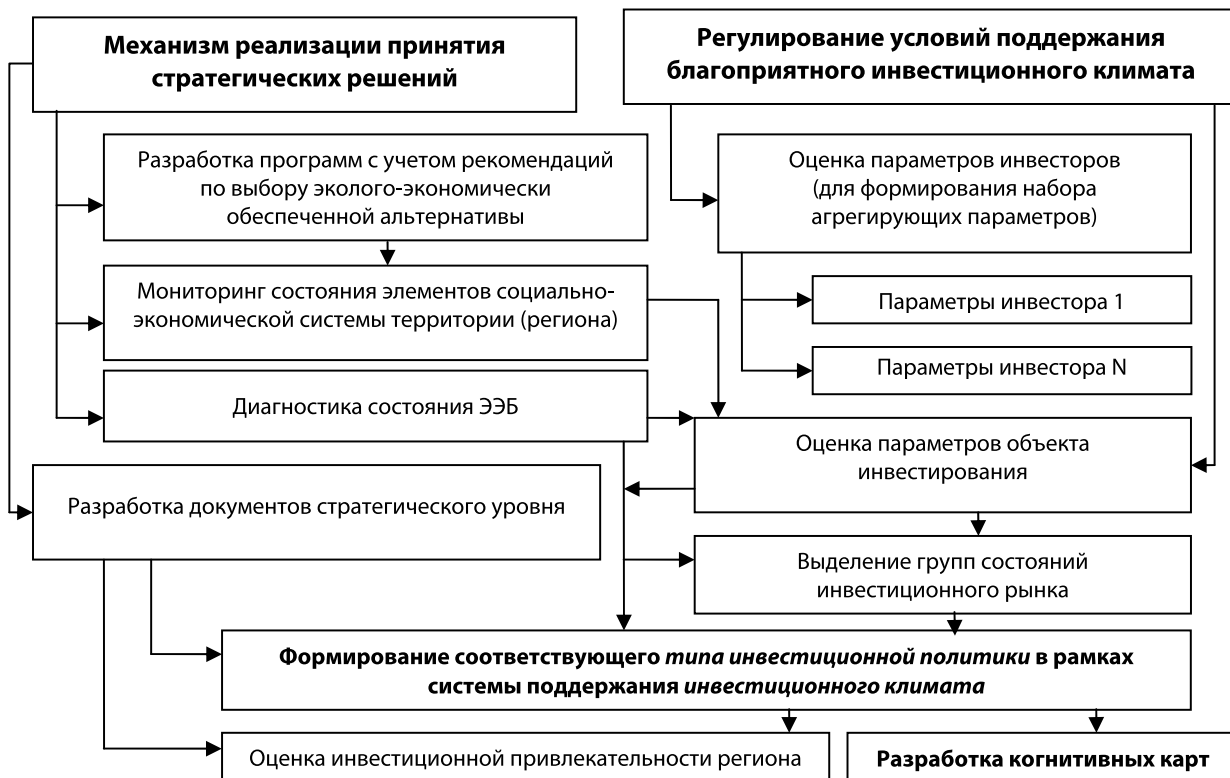 Механизм реализации принятия
стратегических решений
Регулирование условий поддержания
благоприятного инвестиционного климата
Разработка программ с учетом рекомендаций
по выбору эколого-экономически
обеспеченной альтернативы
Оценка параметров инвесторов
(для формирования набора
агрегирующих параметров)
Мониторинг состояния элементов социально-
экономической системы территории (региона)
Параметры инвестора 1
Параметры инвестора N
Диагностика состояния ЭЭБ
Оценка параметров объекта
инвестирования
Разработка документов стратегического уровня
Выделение групп состояний
инвестиционного рынка
Формирование соответствующего типа инвестиционной политики в рамках
системы поддержания инвестиционного климата
Оценка инвестиционной привлекательности региона
Разработка когнитивных карт